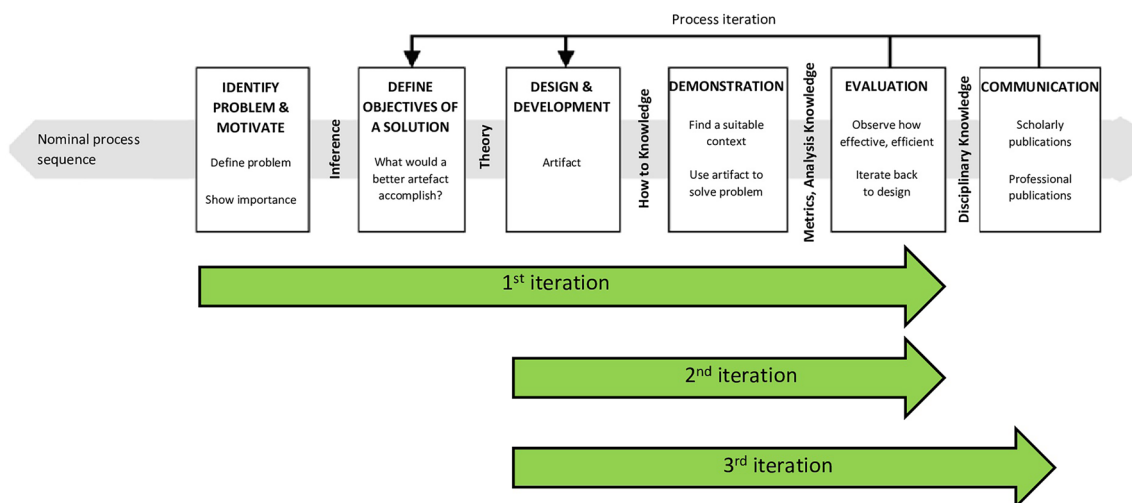 Process iteration
Nominal process
sequence
IDENTIFY
PROBLEM &
MOTIVATE
Define problem
Show importance
Inference
DEFINE
OBJECTIVES OF
A SOLUTION
What would a
better artefact
accomplish?
Theory
DESIGN &
DEVELOPMENT
Artifact
How to Knowledge
DEMONSTRATION
Find a suitable
context
Use artifact to
solve problem
Metrics, Analysis Knowledge
EVALUATION
Observe how
effective, efficient
Iterate back
to design
Disciplinary Knowledge
COMMUNICATION
Scholarly
publications
Professional
publications
1st iteration
2nd iteration
3rd iteration